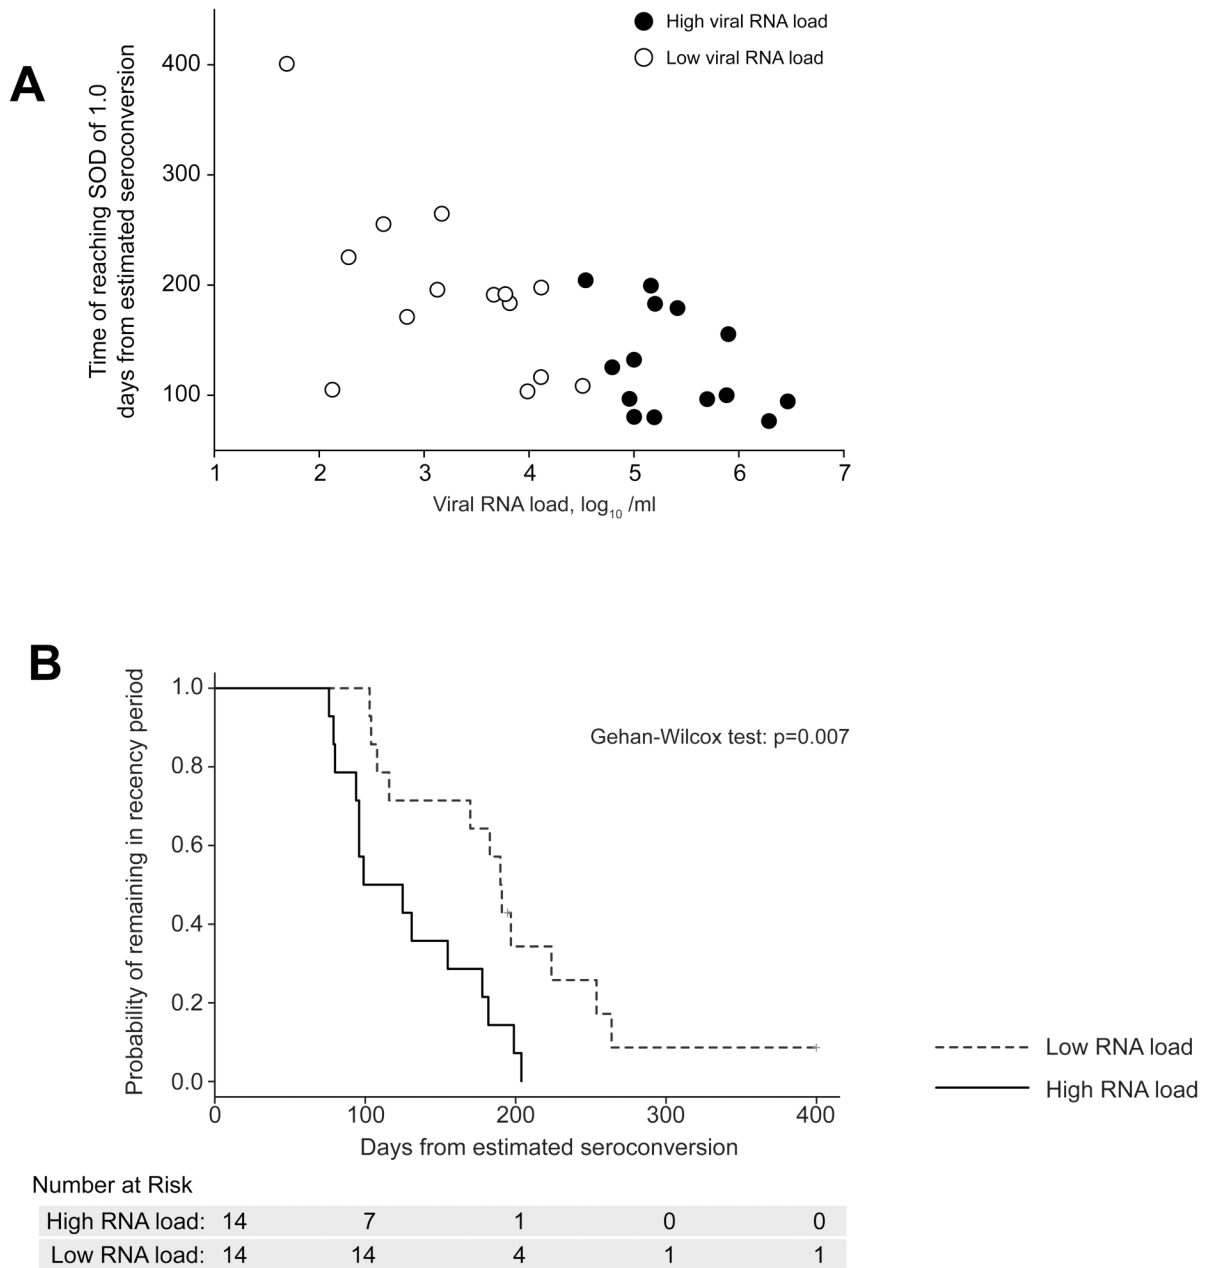 A
Time of reaching SOD of 1.0
days from estimated seroconversion
400
300
200
100
High viral RNA load
Low viral RNA load
1 2 3 4 5 6 7
Viral RNA load, log10 /ml
B
Probability of remaining in recency period
1.0
0.8
0.6
0.4
0.2
0.0
Gehan-Wilcox test: p=0.007
Low RNA load
High RNA load
0 100 200 300 400
Days from estimated seroconversion
Number at Risk
High RNA load: 14 7 1 0 0
Low RNA load: 14 14 4 1 1